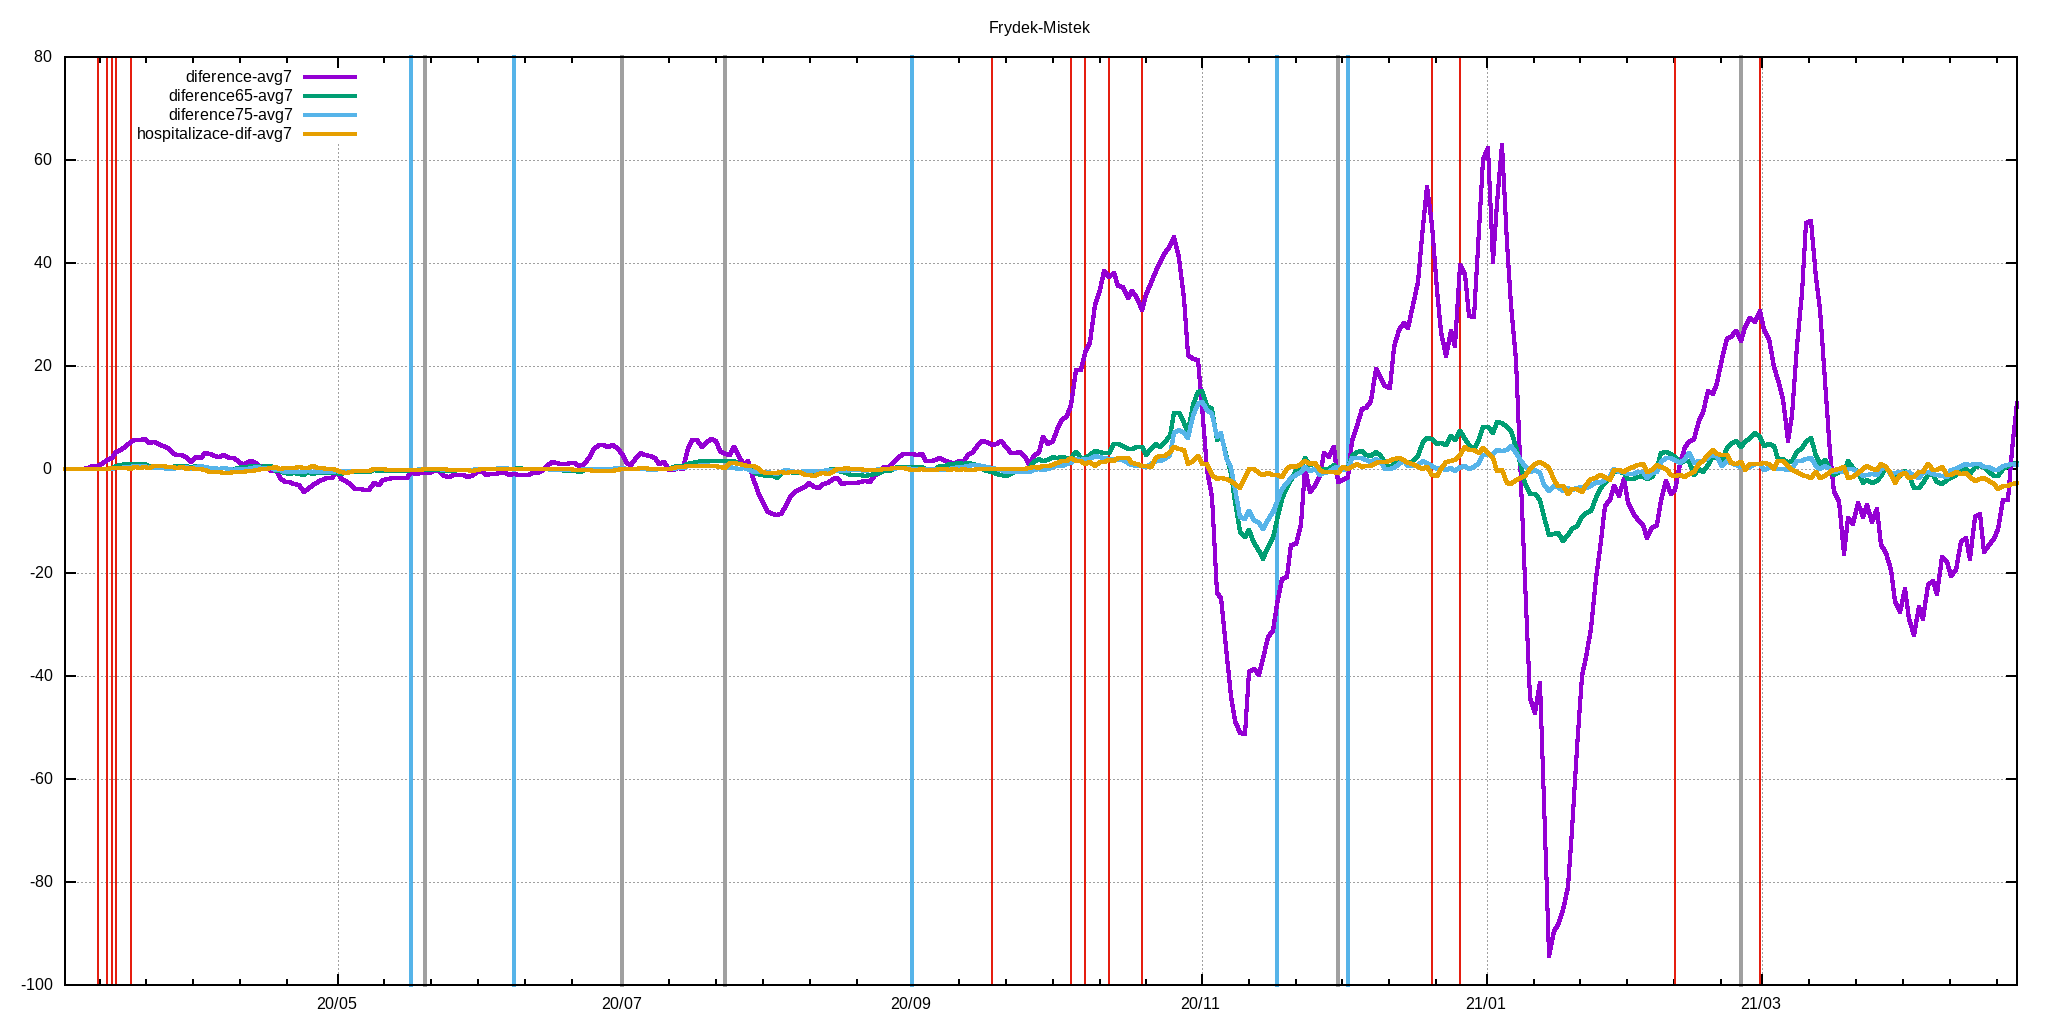 Frydek-Mistek
80
60
40
20
0
-20
-40
-60
-80
-100
diference-avg7
diference65-avg7
diference75-avg7
hospitalizace-dif-avg7
20/05 20/07 20/09 20/11 21/01 21/03